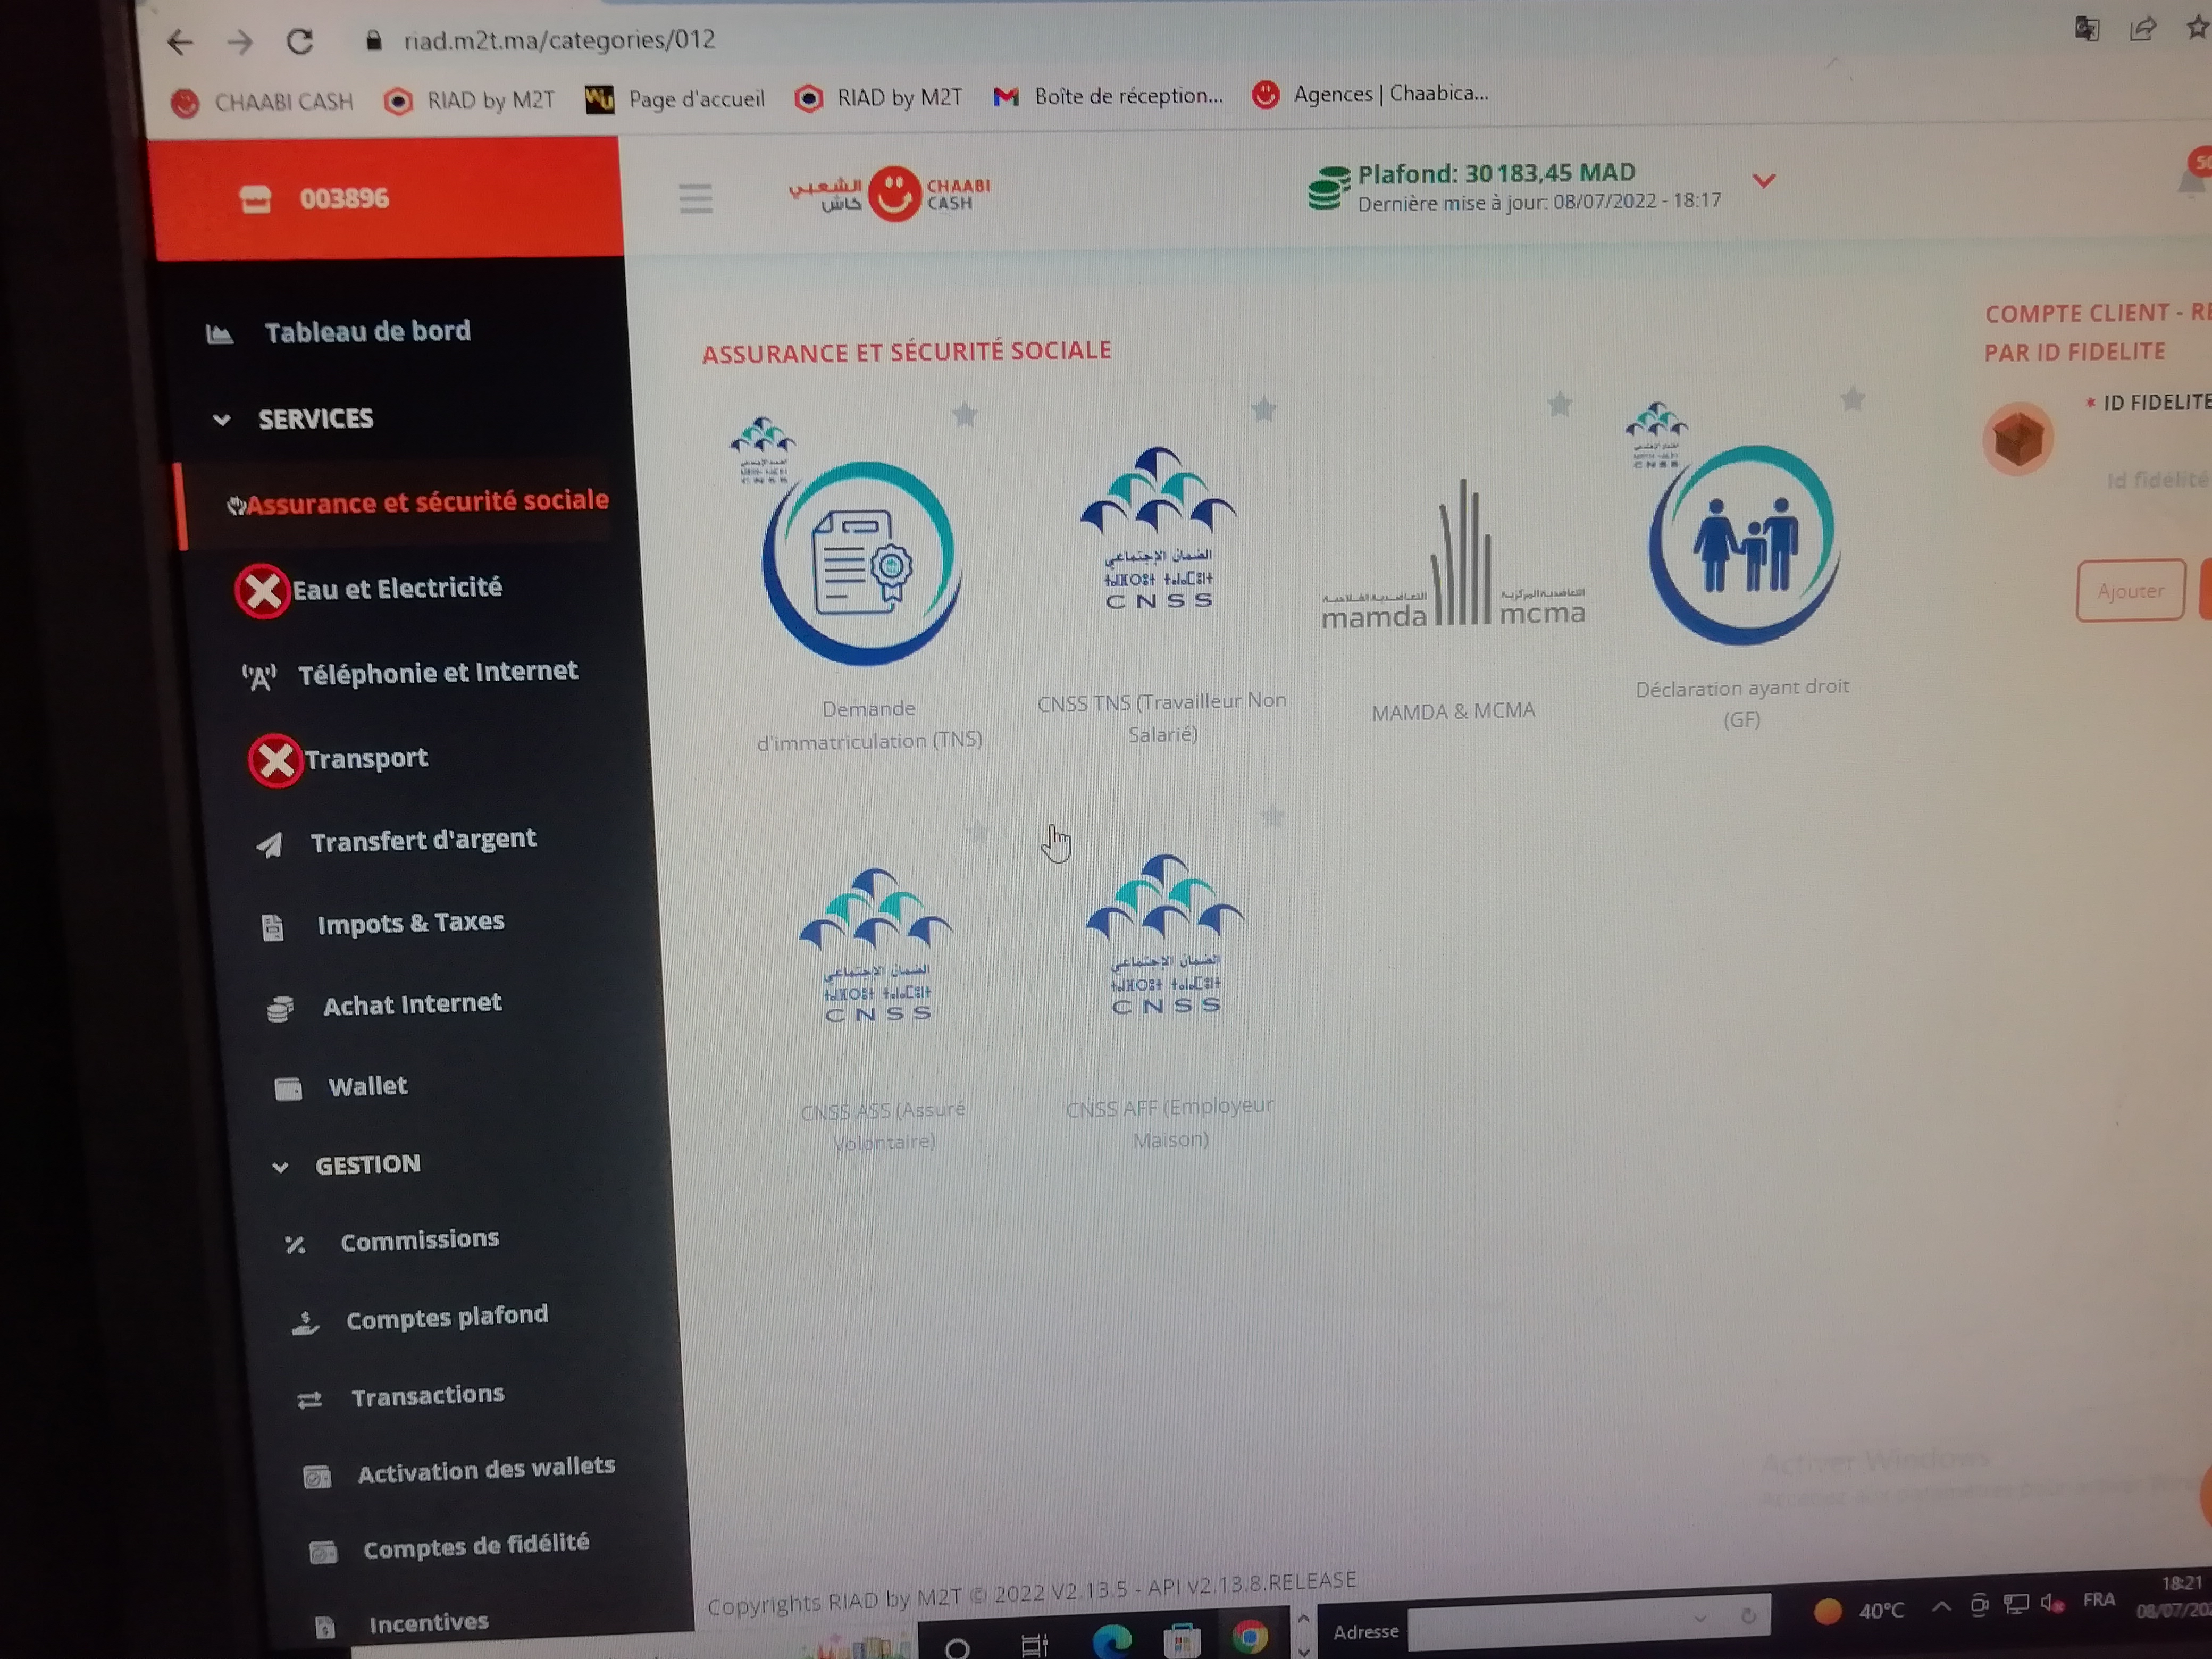 riad.m2t.ma/categories/012
CHAABI CASH
RIAD by M2T
Page d'accueil
RIAD by M2T
Boîte de réception...
Agences | Chaabica...
003896
الشعبي
كاش
CHAABI
CASH
Plafond: 30 183,45 MAD
Dernière mise à jour: 08/07/2022 - 18:17
50
Tableau de bord
SERVICES
Assurance et sécurité sociale
Eau et Electricité
Téléphonie et Internet
Transport
Transfert d'argent
Impots & Taxes
Achat Internet
Wallet
GESTION
Commissions
Comptes plafond
Transactions
Activation des wallets
Comptes de fidélité
Incentives
ASSURANCE ET SÉCURITÉ SOCIALE
CNSS
Demande
d'immatriculation (TNS)
الضمان الإجتماعي
CNSS
CNSS TNS (Travailleur Non
Salarié)
mamda
mcma
MAMDA & MCMA
CNSS
Déclaration ayant droit
(GF)
الضمان الإجتماعي
CNSS
CNSS ASS (Assuré
Volontaire)
الضمان الإجتماعي
CNSS
CNSS AFF (Employeur
Maison)
COMPTE CLIENT -
PAR ID FIDELITE
* ID FIDELITE
Id fidélité
Ajouter
Activer Windows
Copyrights RIAD by M2T © 2022 V2.13.5 - API v2.13.8.RELEASE
Adresse
40°C
FRA
18:21